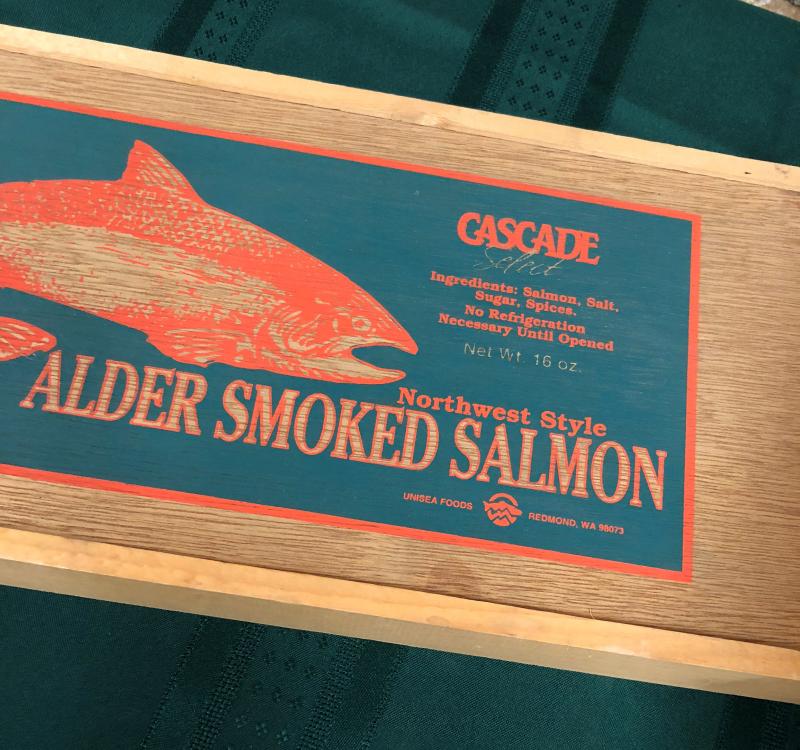 CASCADE
Select
Ingredients: Salmon, Salt,
Sugar, Spices.
No Refrigeration
Necessary Until Opened
Net Wt. 16 oz.
Northwest Style
ALDER SMOKED SALMON
UNISEA FOODS REDMOND, WA 98073